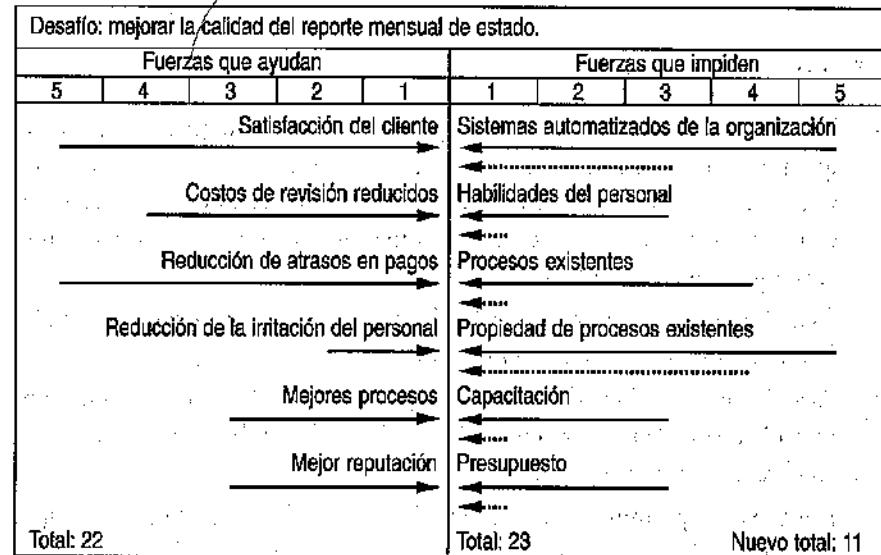 Desafío: mejorar la calidad del reporte mensual de estado.
Fuerzas que ayudan Fuerzas que impiden
5 4 3 2 1 1 2 3 4 5
Satisfacción del cliente Sistemas automatizados de la organización
Costos de revisión reducidos Habilidades del personal
Reducción de atrasos en pagos Procesos existentes
Reducción de la irritación del personal Propiedad de procesos existentes
Mejores procesos Capacitación
Mejor reputación Presupuesto
Total: 22 Total: 23 Nuevo total: 11